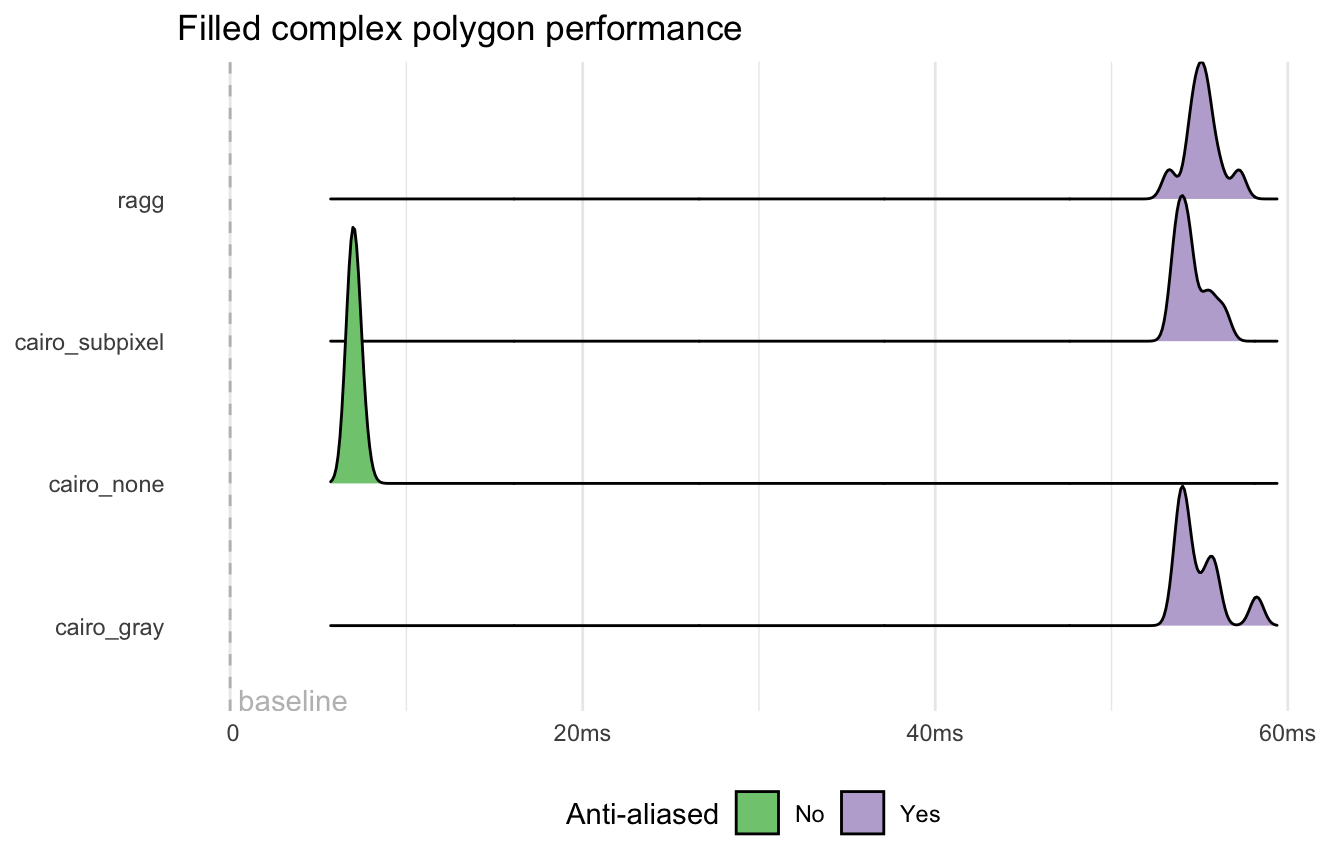 Filled complex polygon performance
ragg
cairo_subpixel
cairo_none
cairo_gray
baseline
0 20ms 40ms 60ms
Anti-aliased No Yes